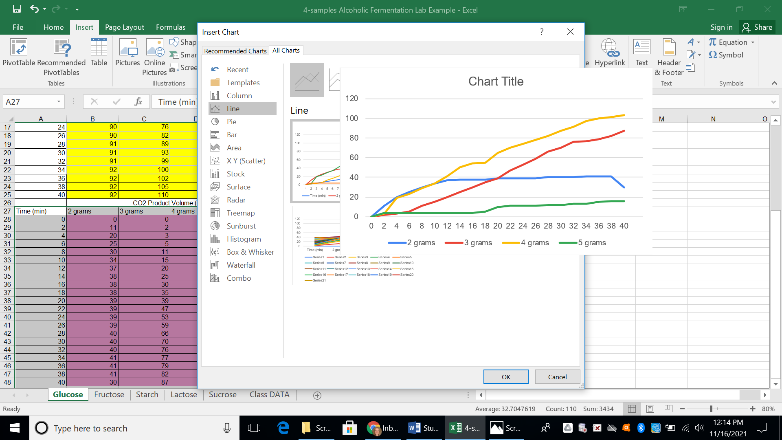 4-samples Alcoholic Fermentation Lab Example - Excel
File Home Insert Page Layout Formulas Sign in Share
PivotTable Recommended PivotTables Table Pictures Online Pictures Hyperlink Text Header & Footer Equation Symbol
Tables Illustrations Text Symbols
A27 fx Time (min
Insert Chart ? ×
Recommended Charts All Charts
Recent
Templates
Column
Line
Pie
Bar
Area
X Y (Scatter)
Stock
Surface
Radar
Treemap
Sunburst
Histogram
Box & Whisker
Waterfall
Combo
Line
Chart Title
120
100
80
60
40
20
0
0 2 4 6 8 10 12 14 16 18 20 22 24 26 28 30 32 34 36 38 40
2 grams 3 grams 4 grams 5 grams
OK Cancel
A B C M N O
17 24 90 76
18 26 90 82
19 28 91 89
20 30 91 93
21 32 91 99
22 34 92 100
23 36 92 102
24 38 92 105
25 40 92 110
26 CO2 Product Volume (
27 Time (min) 2 grams 3 grams 4 grams
28 0 0 0
29 2 11 2
30 4 20 3
31 6 25 5
32 8 30 11
33 10 34 15
34 12 37 20
35 14 38 25
36 16 38 30
37 18 38 35
38 20 39 39
39 22 39 47
40 24 39 53
41 26 39 59
42 28 40 66
43 30 40 70
44 32 40 76
45 34 41 77
46 36 41 79
47 38 41 82
48 40 30 87
Glucose Fructose Starch Lactose Sucrose Class DATA
Ready Average: 32.7047619 Count: 110 Sum: 3434 80%
Type here to search Scr... Inb... Stu... 4-s... Scr... 12:14 PM
11/16/2021